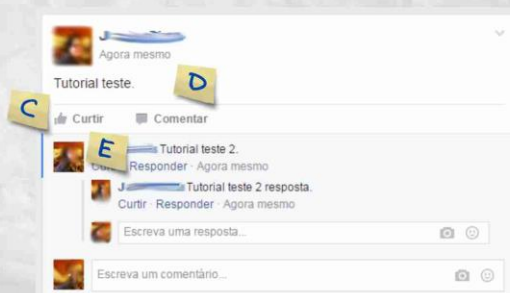 J
Agora mesmo
Tutorial teste.
D
C
Curtir Comentar
E
Tutorial teste 2.
Responder · Agora mesmo
J Tutorial teste 2 resposta.
Curtir · Responder · Agora mesmo
Escreva uma resposta...
Escreva um comentário...